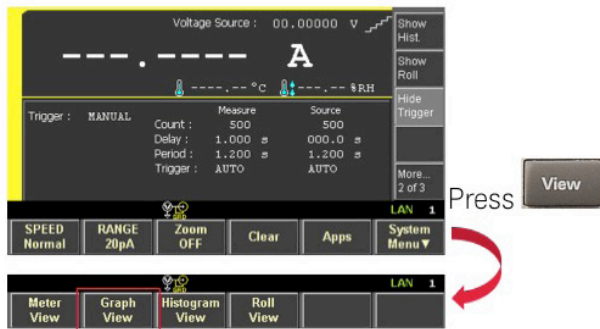 Voltage Source : 00.00000 V
Show Hist.
---.---- A
Show Roll
----.-- °C ---.-- %RH
Hide Trigger
Trigger : MANUAL
Measure Source
Count : 500 500
Delay : 1.000 s 000.0 s
Period : 1.200 s 1.200 s
Trigger : AUTO AUTO
More... 2 of 3
LAN 1
SPEED Normal
RANGE 20pA
Zoom OFF
Clear
Apps
System Menu▼
Press View
LAN 1
Meter View
Graph View
Histogram View
Roll View